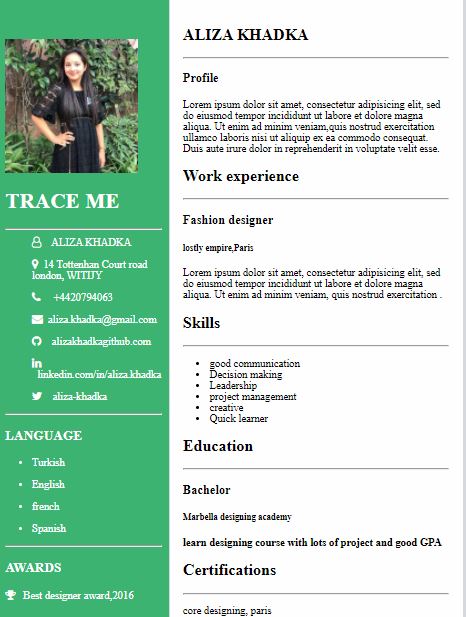 TRACE ME
ALIZA KHADKA
14 Tottenhan Court road
london, W1T1JY
+4420794063
aliza.khadka@gmail.com
alizakhadkagithub.com
linkedin.com/in/aliza.khadka
aliza-khadka
LANGUAGE
Turkish
English
french
Spanish
AWARDS
Best designer award,2016
ALIZA KHADKA
Profile
Lorem ipsum dolor sit amet, consectetur adipisicing elit, sed
do eiusmod tempor incididunt ut labore et dolore magna
aliqua. Ut enim ad minim veniam,quis nostrud exercitation
ullamco laboris nisi ut aliquip ex ea commodo consequat.
Duis aute irure dolor in reprehenderit in voluptate velit esse.
Work experience
Fashion designer
lostly empire,Paris
Lorem ipsum dolor sit amet, consectetur adipisicing elit, sed
do eiusmod tempor incididunt ut labore et dolore magna
aliqua. Ut enim ad minim veniam, quis nostrud exercitation .
Skills
good communication
Decision making
Leadership
project management
creative
Quick learner
Education
Bachelor
Marbella designing academy
learn designing course with lots of project and good GPA
Certifications
core designing, paris